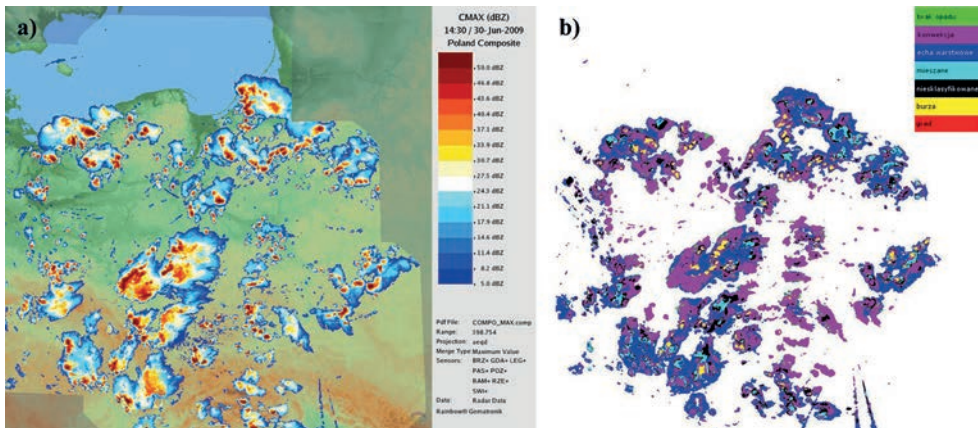 a)
CMAX (dBZ)
14:30 / 30-Jun-2009
Poland Composite
50.0 dBZ
46.8 dBZ
43.6 dBZ
40.4 dBZ
37.1 dBZ
33.9 dBZ
30.7 dBZ
27.5 dBZ
24.3 dBZ
21.1 dBZ
17.9 dBZ
14.6 dBZ
11.4 dBZ
8.2 dBZ
5.0 dBZ
Pdf File: COMPO_MAX.comp
Range: 398.754
Projection: aeqd
Merge Type: Maximum Value
Sensors: BRZ+ GDA+ LEG+
PAS+ POZ+
RAM+ RZE+
SWI+
Date: Radar Data
Rainbow® Gematronik
b)
brak opadu
konwekcja
echa warstwowe
mieszane
niesklasyfikowane
burza
grad